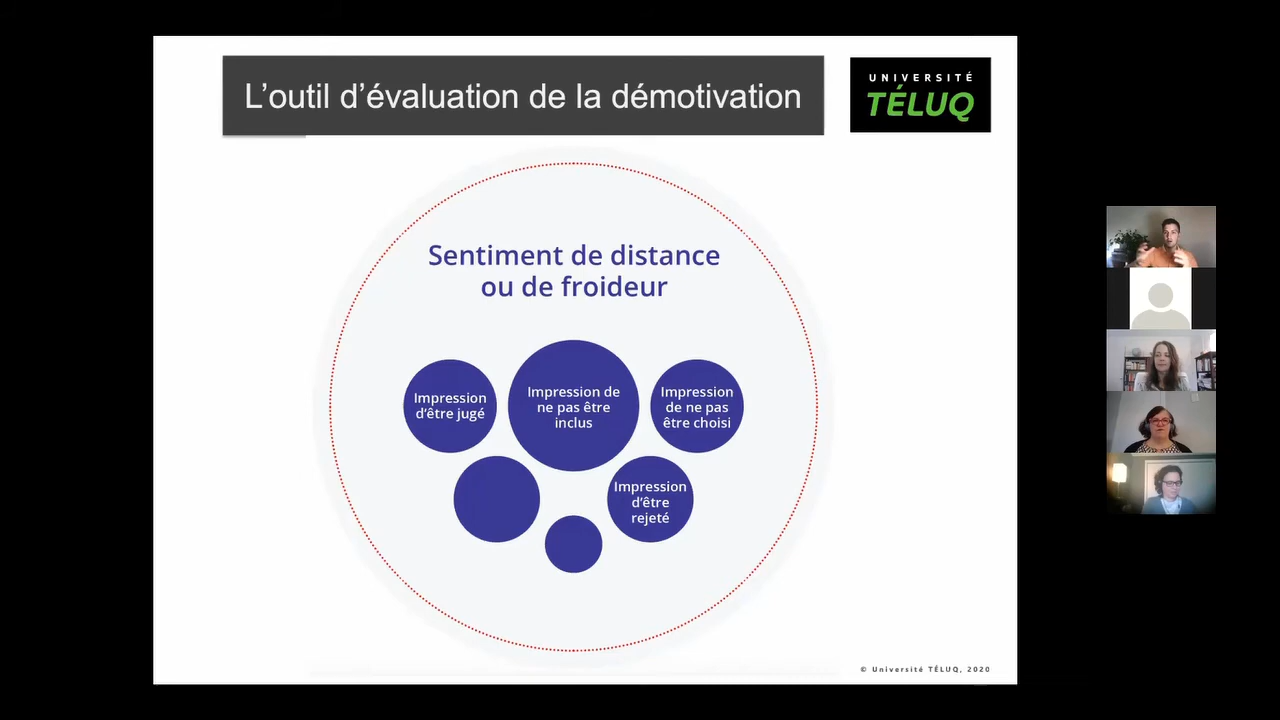 L’outil d’évaluation de la démotivation
UNIVERSITÉ
TÉLUQ
Sentiment de distance
ou de froideur
Impression
d’être jugé
Impression de
ne pas être
inclus
Impression
de ne pas
être choisi
Impression
d’être
rejeté
© Université TÉLUQ, 2020